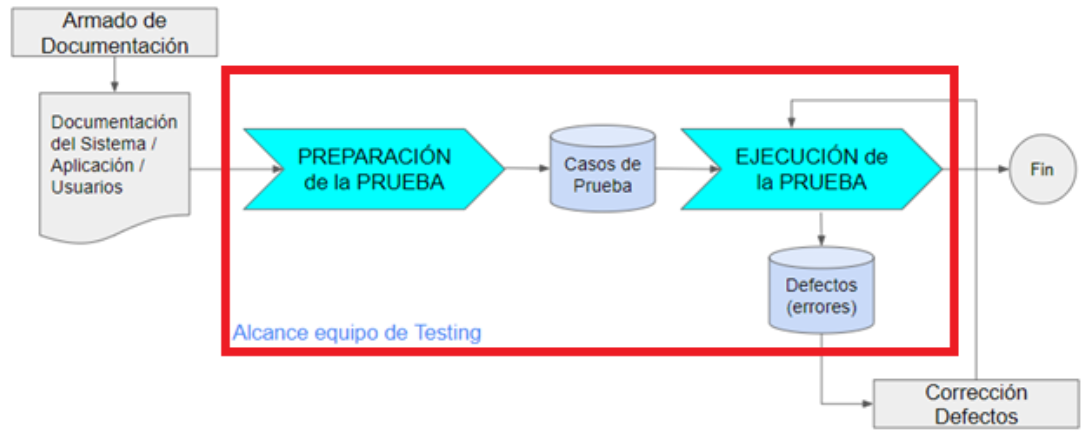 Armado de
Documentación
Documentación
del Sistema /
Aplicación /
Usuarios
PREPARACIÓN
de la PRUEBA
Casos de
Prueba
EJECUCIÓN de
la PRUEBA
Fin
Defectos
(errores)
Alcance equipo de Testing
Corrección
Defectos